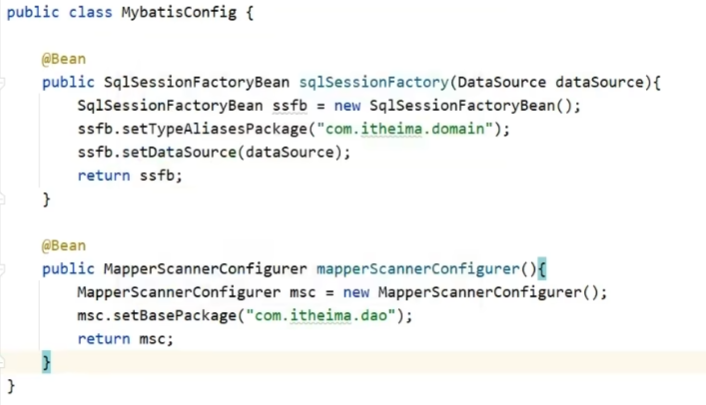 public class MybatisConfig {
@Bean
public SqlSessionFactoryBean sqlSessionFactory(DataSource dataSource){
SqlSessionFactoryBean ssfb = new SqlSessionFactoryBean();
ssfb.setTypeAliasesPackage("com.itheima.domain");
ssfb.setDataSource(dataSource);
return ssfb;
}
@Bean
public MapperScannerConfigurer mapperScannerConfigurer(){
MapperScannerConfigurer msc = new MapperScannerConfigurer();
msc.setBasePackage("com.itheima.dao");
return msc;
}
}